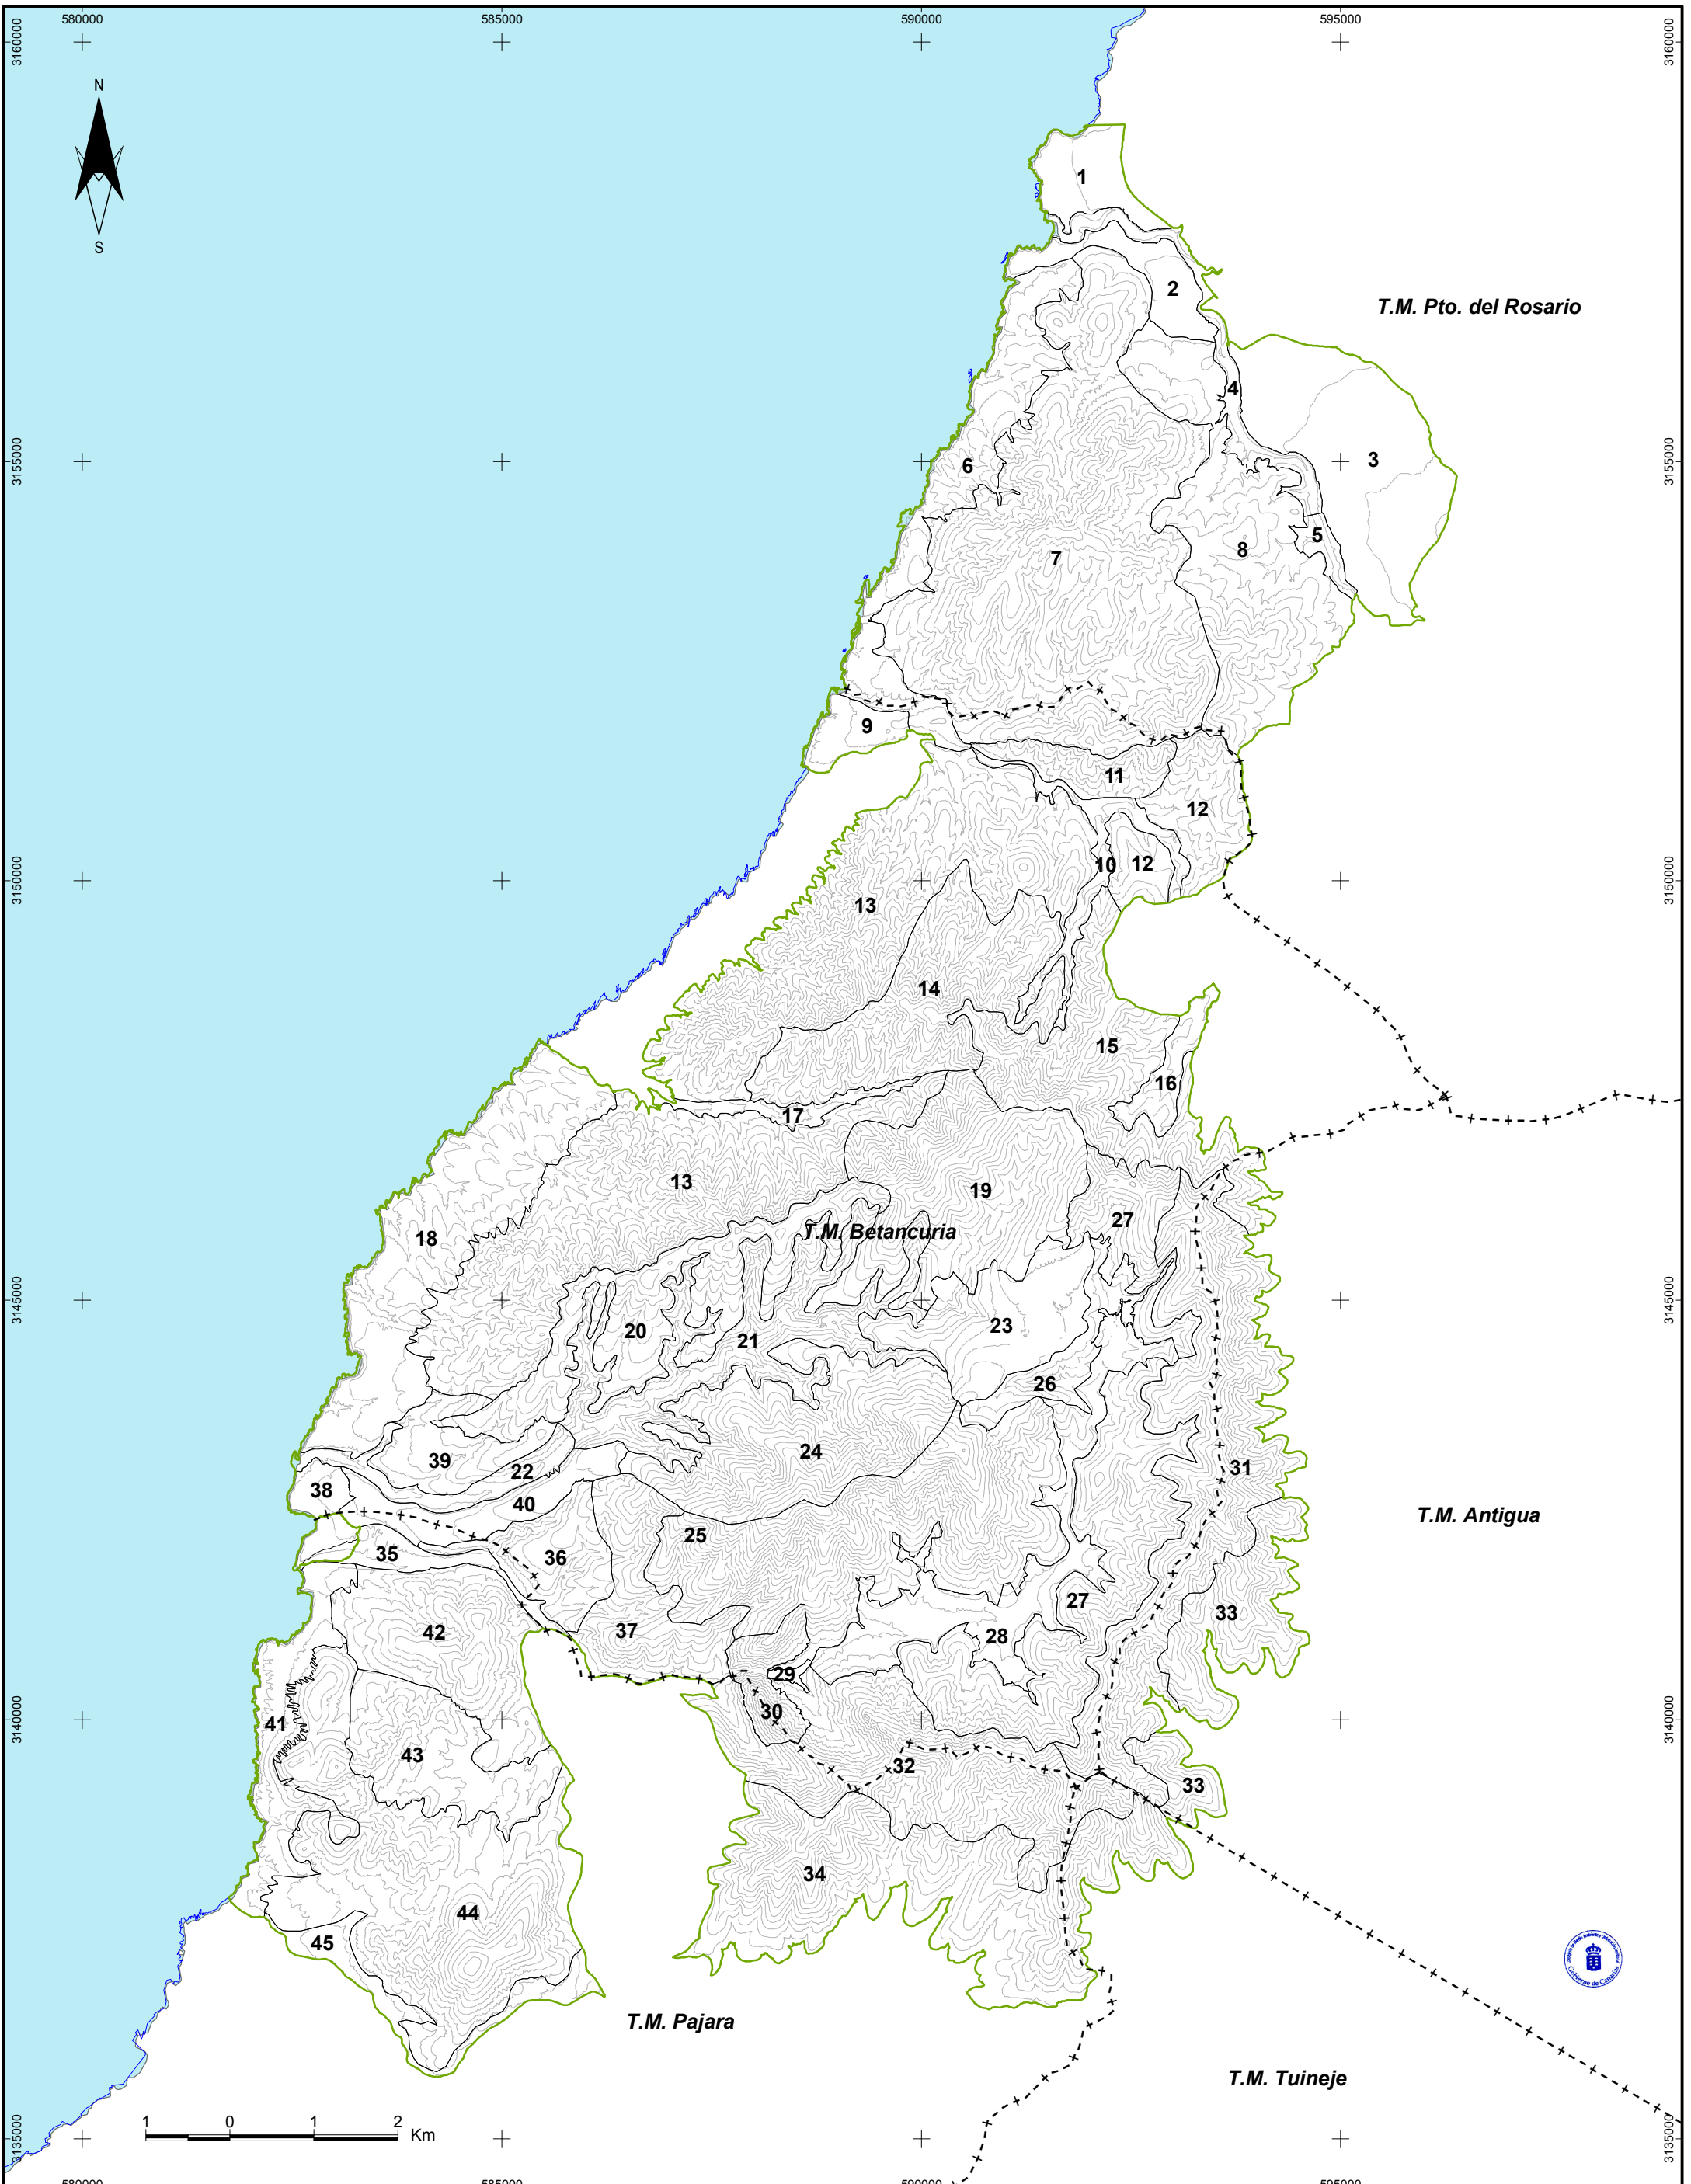 580000 585000 590000 595000
3160000 3160000
N
S
1
2
T.M. Pto. del Rosario
4
3155000 6 3 3155000
5
8
7
9
11
12
10 12
3150000 13 3150000
14
15
16
17
13
19
18 27
T.M. Betancuria
3145000 3145000
20 23
21
26
24
39 31
22
38 40
25 T.M. Antigua
35 36
27
37 33
42 28
29
30
3140000 41 3140000
43 32
33
34
44
45
Gobierno de Canarias
T.M. Pajara
T.M. Tuineje
1 0 1 2
Km
3135000 3135000
580000 585000 590000 595000